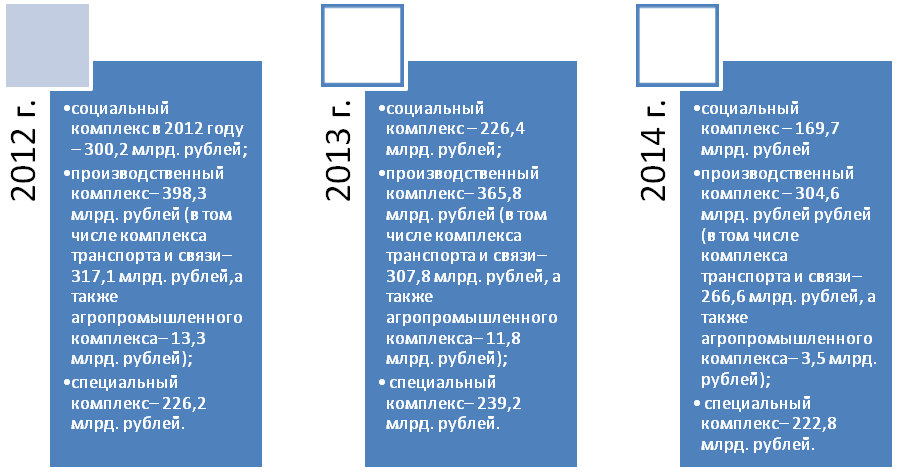 2012 г.
•социальный
комплекс в 2012 году
– 300,2 млрд. рублей;
•производственный
комплекс– 398,3
млрд. рублей (в том
числе комплекса
транспорта и связи–
317,1 млрд. рублей,а
также
агропромышленного
комплекса– 13,3
млрд. рублей);
•специальный
комплекс– 226,2
млрд. рублей.
2013 г.
•социальный
комплекс – 226,4
млрд. рублей;
•производственный
комплекс– 365,8
млрд. рублей (в том
числе комплекса
транспорта и связи–
307,8 млрд. рублей, а
также
агропромышленного
комплекса– 11,8
млрд. рублей);
• специальный
комплекс– 239,2
млрд. рублей.
2014 г.
•социальный
комплекс – 169,7
млрд. рублей
•производственный
комплекс – 304,6
млрд. рублей рублей
(в том числе
комплекса
транспорта и связи–
266,6 млрд. рублей, а
также
агропромышленного
комплекса– 3,5 млрд.
рублей);
• специальный
комплекс– 222,8
млрд. рублей.